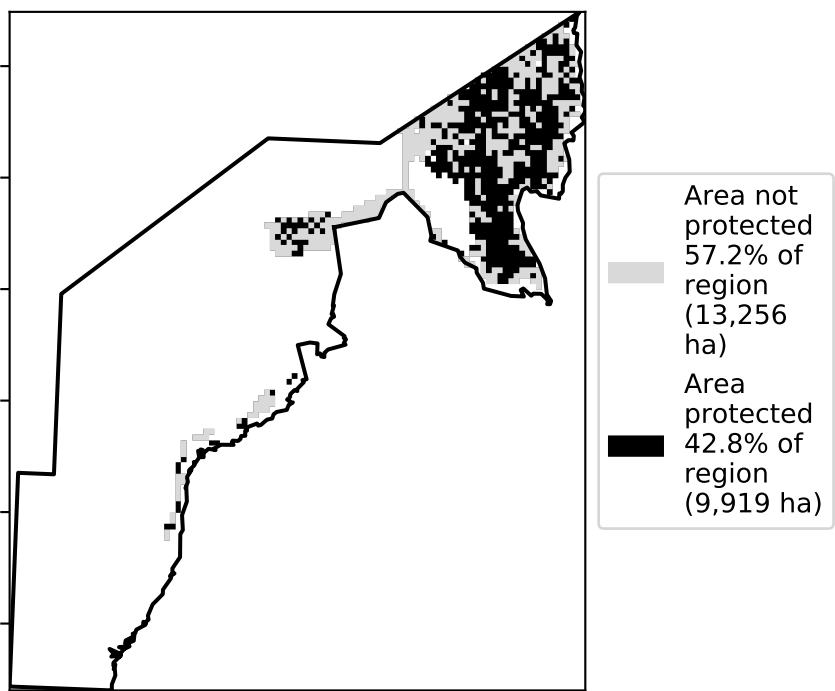 Area not
protected
57.2% of
region
(13,256
ha)
Area
protected
42.8% of
region
(9,919 ha)